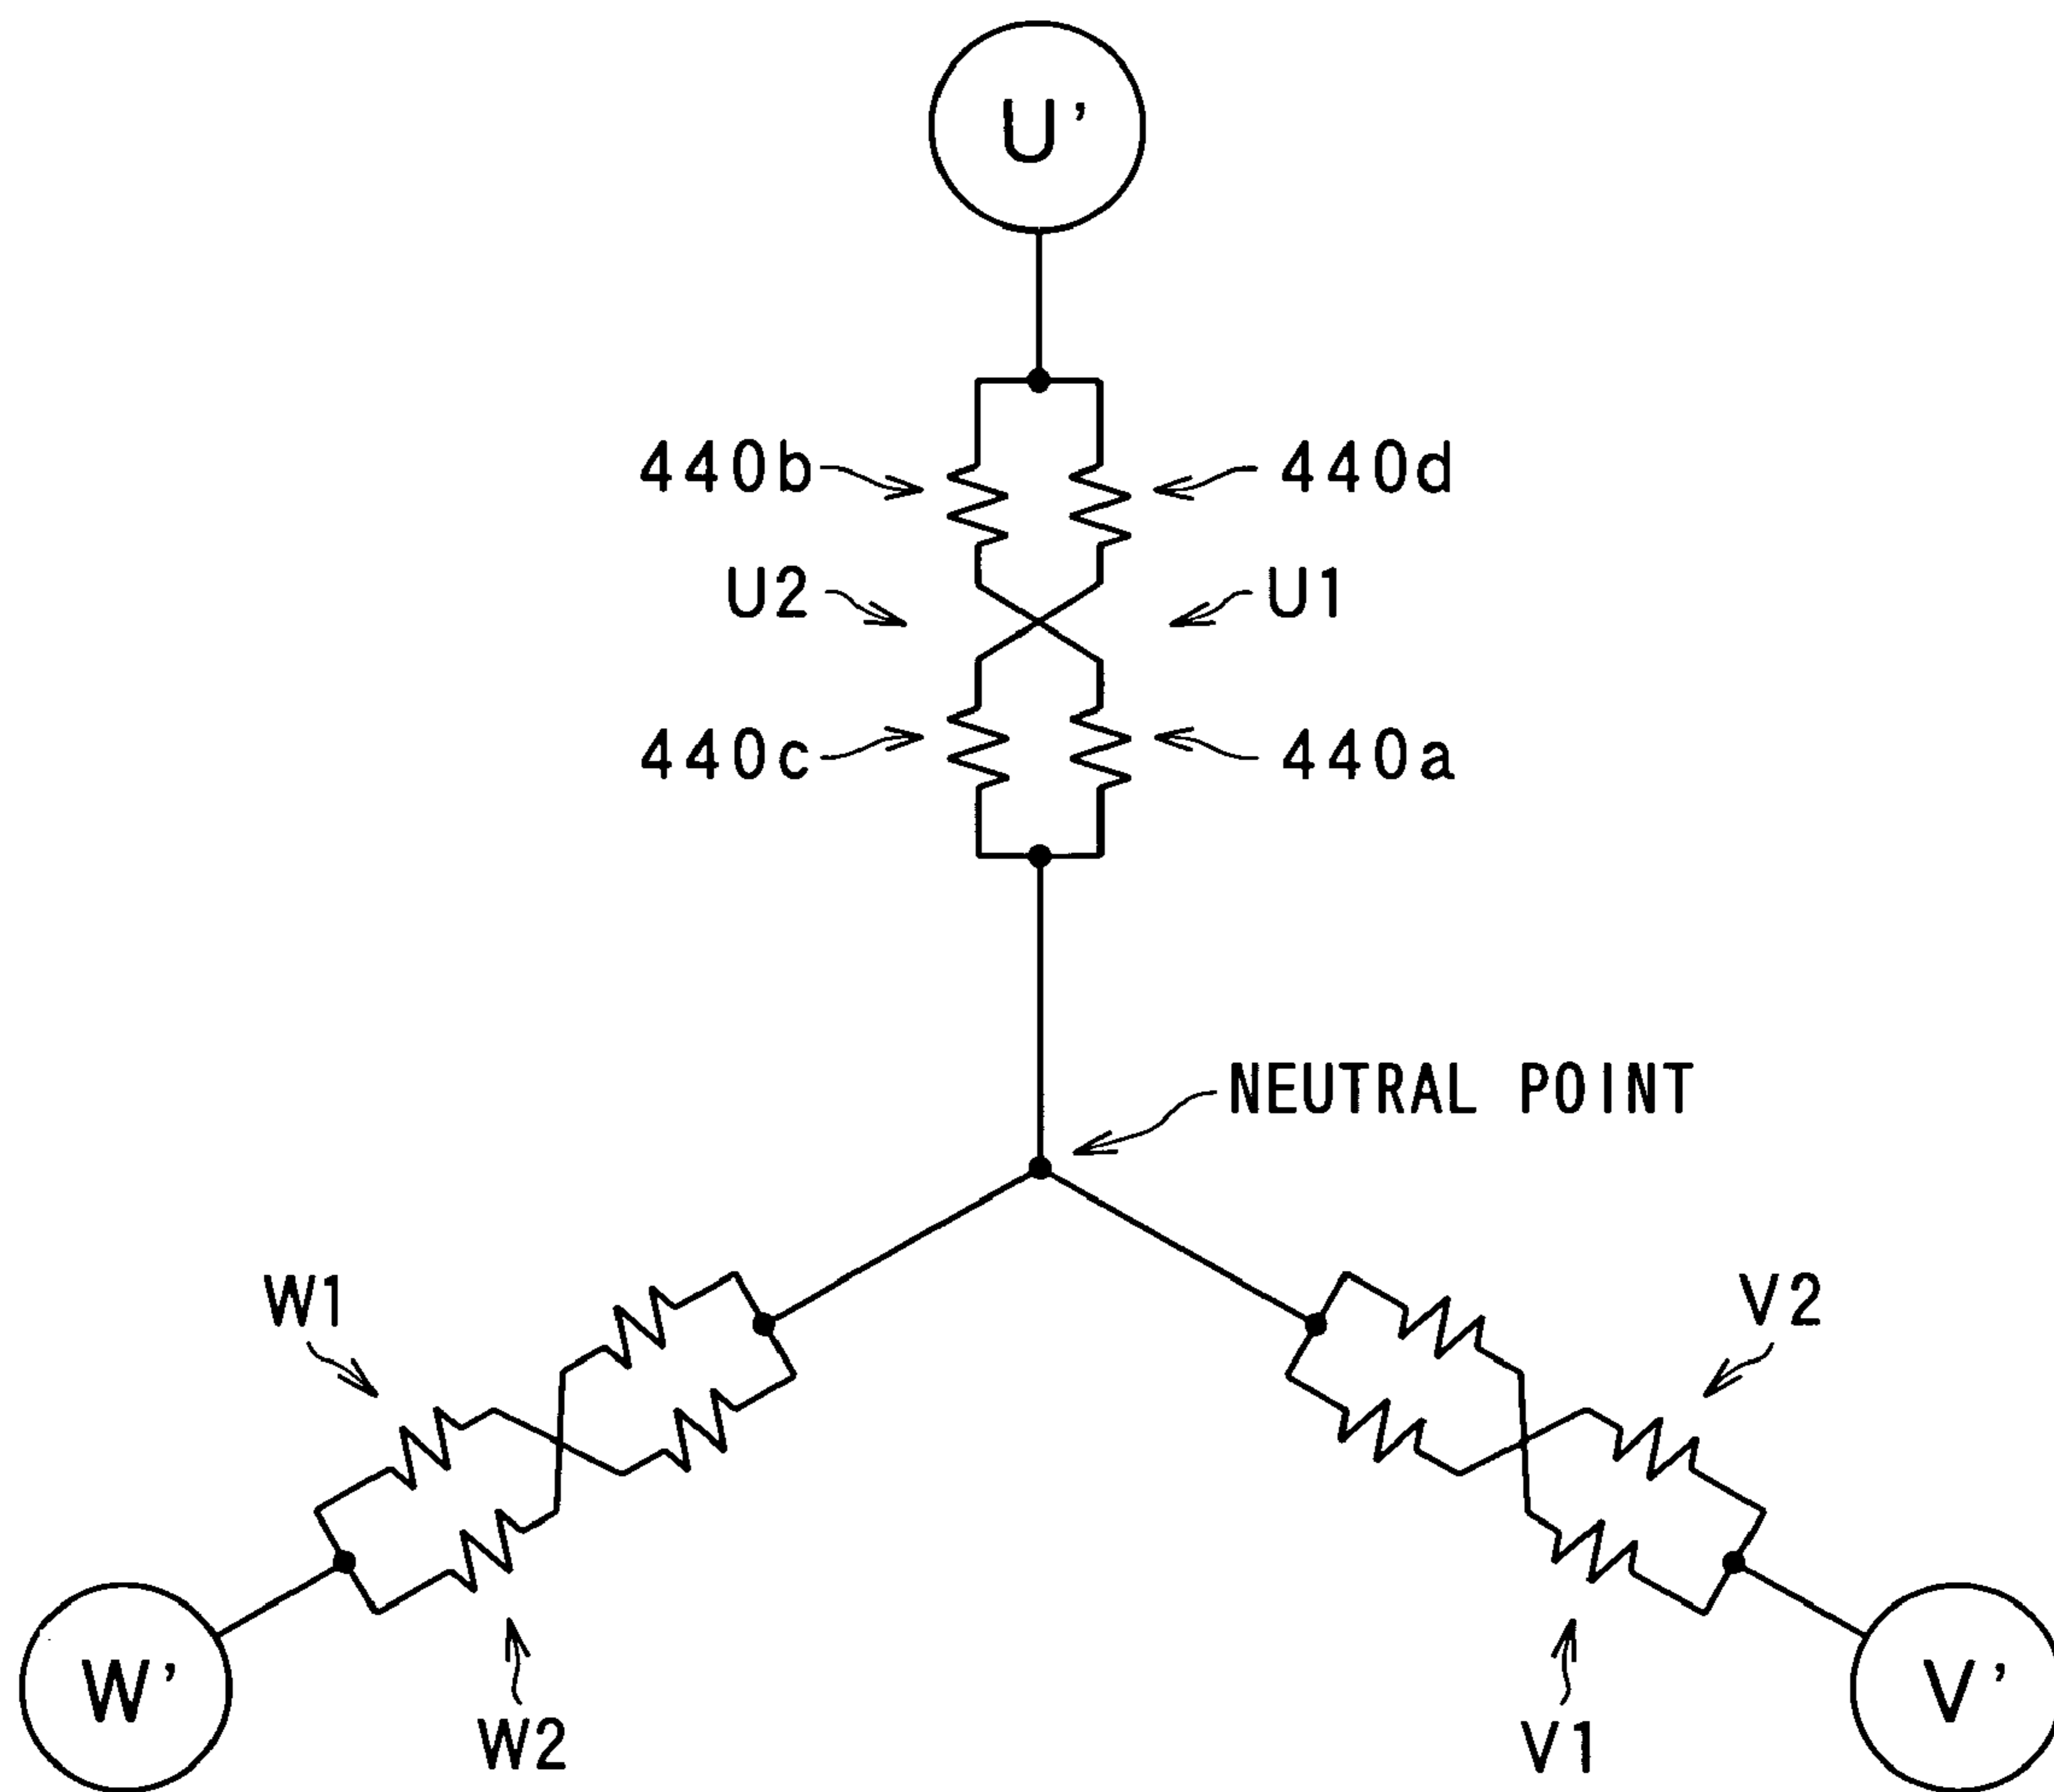 U'
440b
440d
U2
U1
440c
440a
NEUTRAL POINT
W1
V2
W'
V'
W2
V1